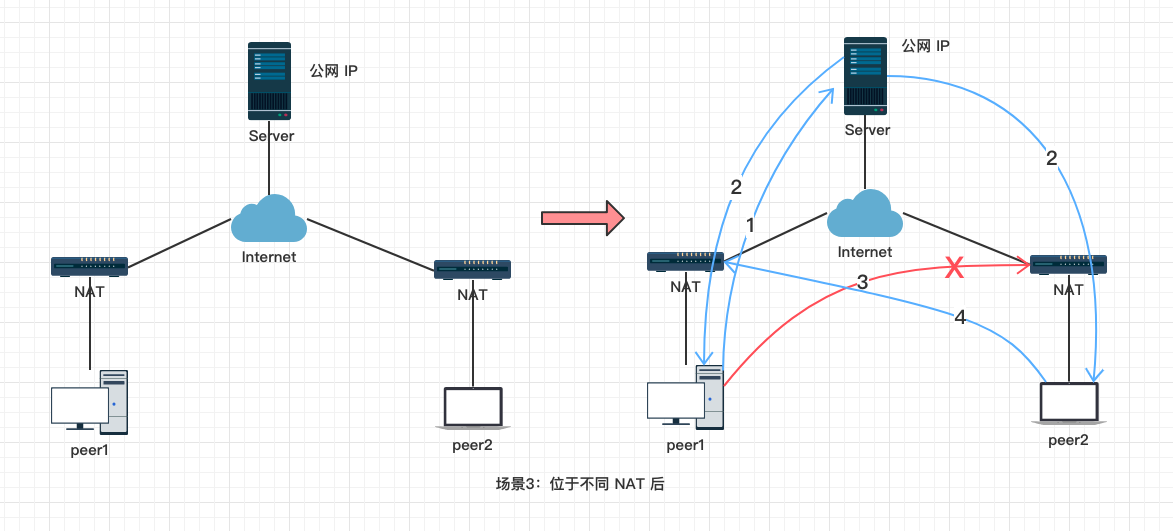 公网 IP
Server
Internet
NAT
NAT
peer1
peer2
公网 IP
Server
2
2
1
Internet
NAT
NAT
3
X
4
peer1
peer2
场景3：位于不同 NAT 后